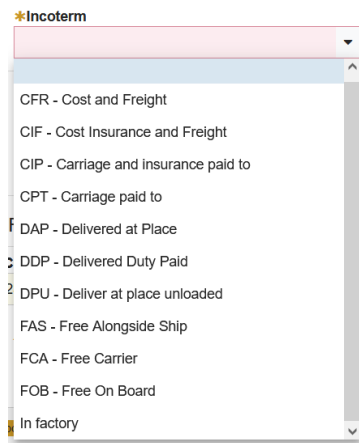 *Incoterm
CFR - Cost and Freight
CIF - Cost Insurance and Freight
CIP - Carriage and insurance paid to
CPT - Carriage paid to
DAP - Delivered at Place
DDP - Delivered Duty Paid
DPU - Deliver at place unloaded
FAS - Free Alongside Ship
FCA - Free Carrier
FOB - Free On Board
In factory